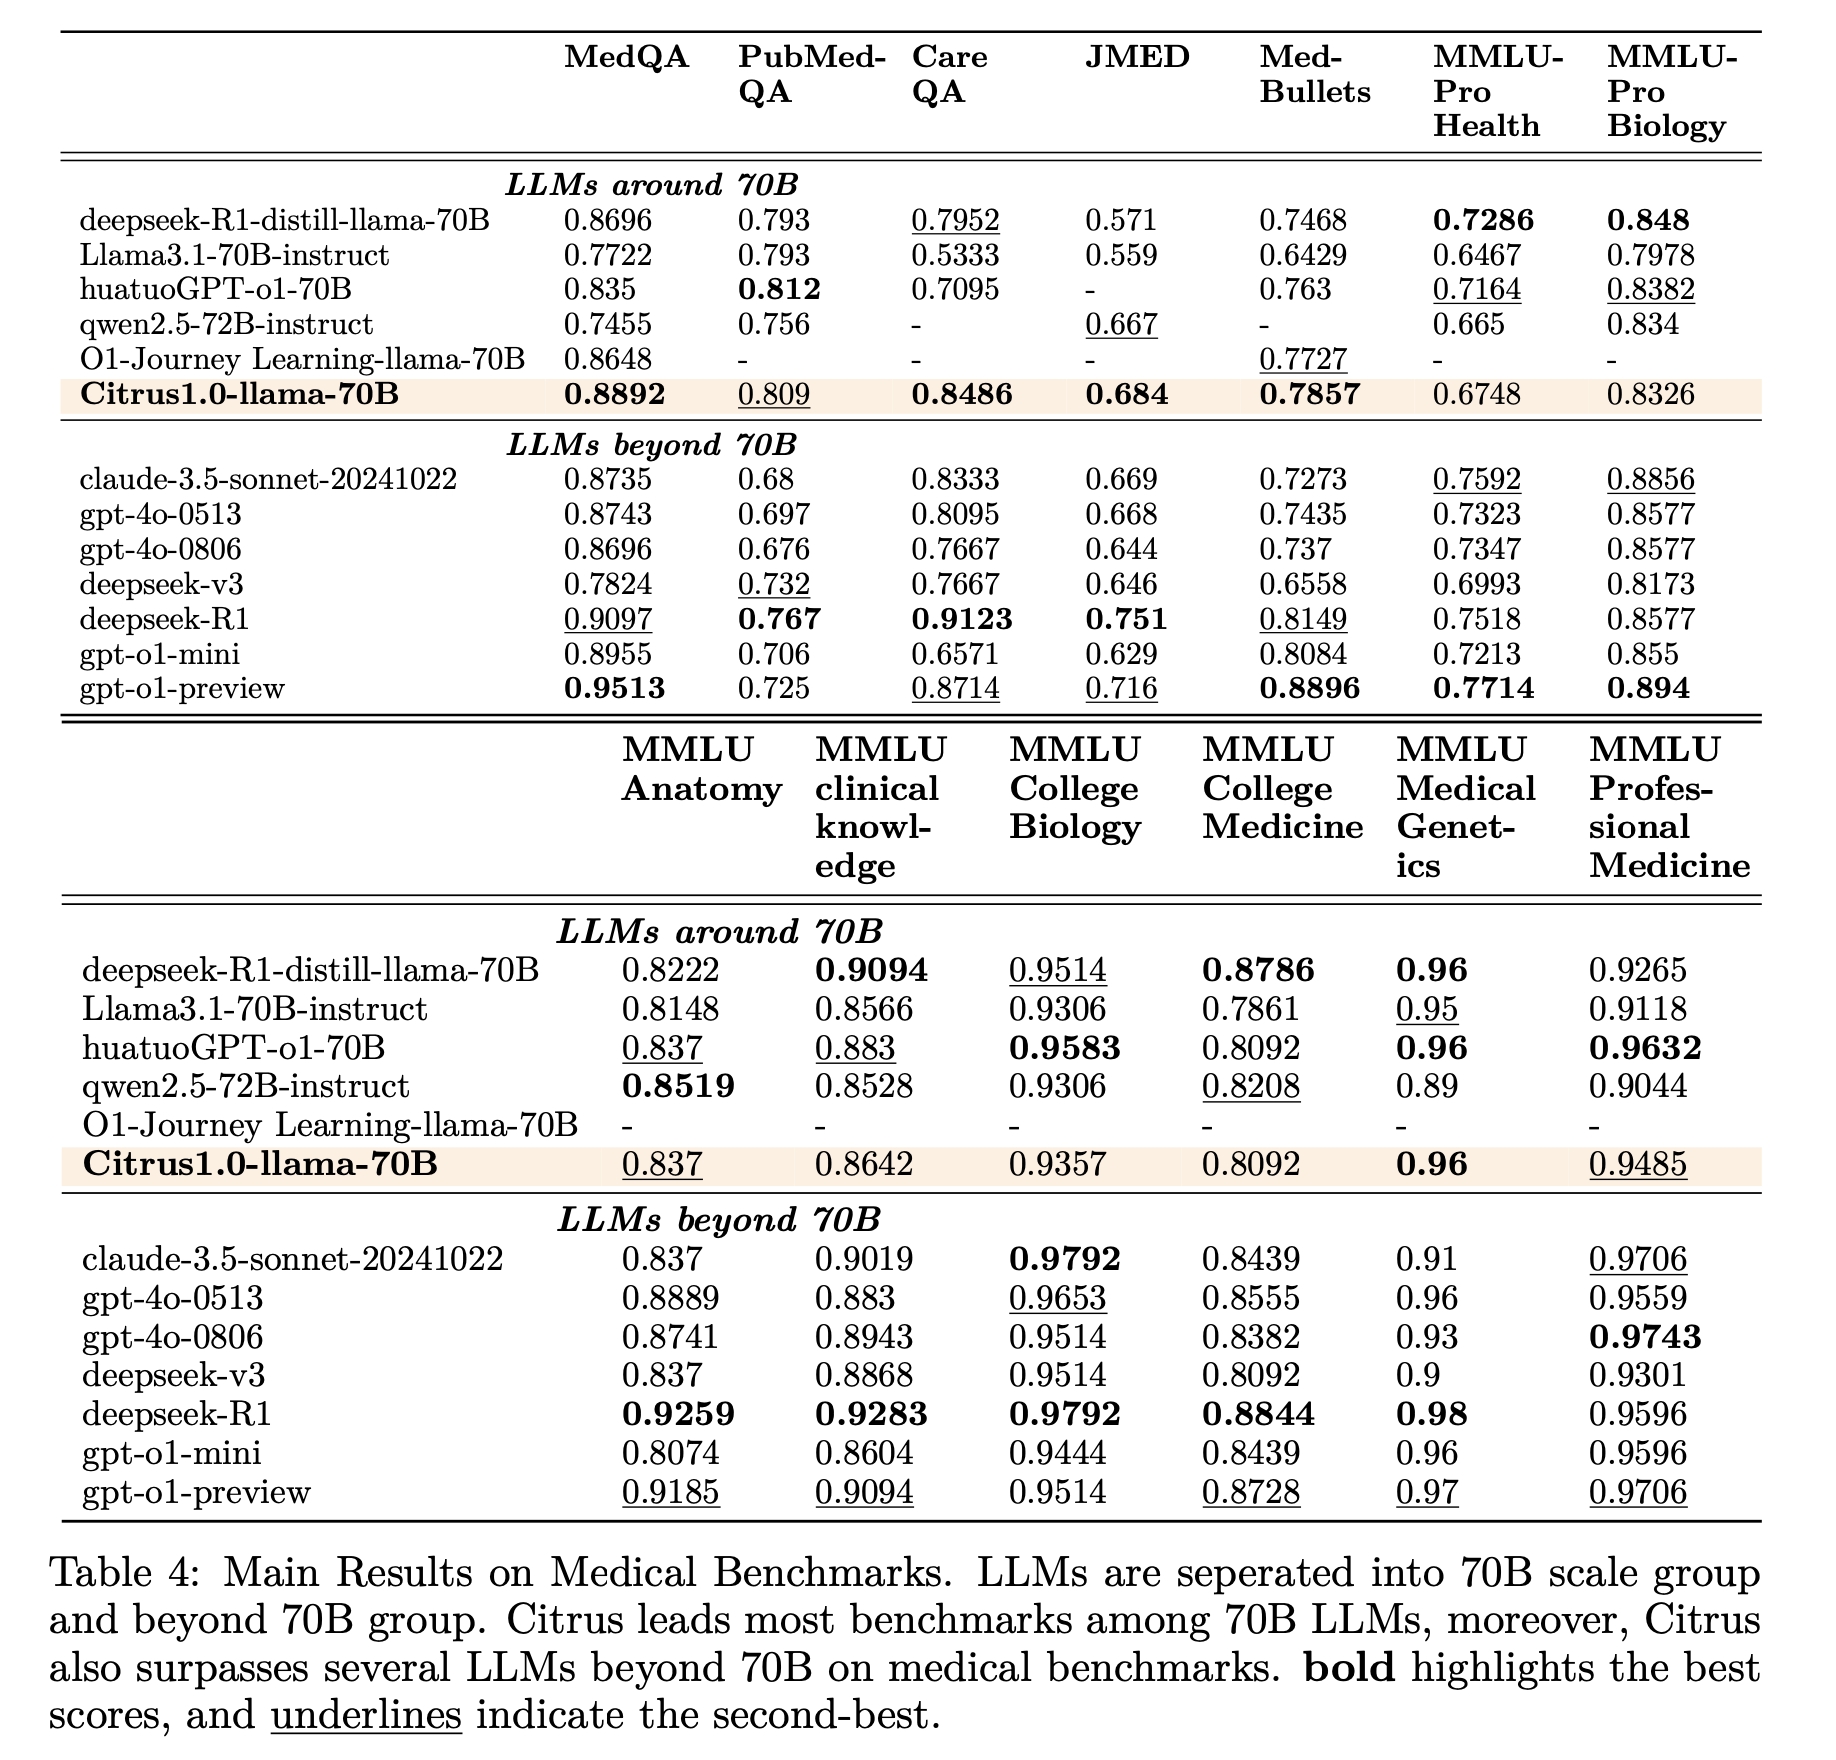 MedQA PubMed- Care JMED Med- MMLU- MMLU-
QA QA Bullets Pro Pro
Health Biology
LLMs around 70B
deepseek-R1-distill-llama-70B 0.8696 0.793 0.7952 0.571 0.7468 0.7286 0.848
Llama3.1-70B-instruct 0.7722 0.793 0.5333 0.559 0.6429 0.6467 0.7978
huatuoGPT-o1-70B 0.835 0.812 0.7095 - 0.763 0.7164 0.8382
qwen2.5-72B-instruct 0.7455 0.756 - 0.667 - 0.665 0.834
O1-Journey Learning-llama-70B 0.8648 - - - 0.7727 - -
Citrus1.0-llama-70B 0.8892 0.809 0.8486 0.684 0.7857 0.6748 0.8326
LLMs beyond 70B
claude-3.5-sonnet-20241022 0.8735 0.68 0.8333 0.669 0.7273 0.7592 0.8856
gpt-4o-0513 0.8743 0.697 0.8095 0.668 0.7435 0.7323 0.8577
gpt-4o-0806 0.8696 0.676 0.7667 0.644 0.737 0.7347 0.8577
deepseek-v3 0.7824 0.732 0.7667 0.646 0.6558 0.6993 0.8173
deepseek-R1 0.9097 0.767 0.9123 0.751 0.8149 0.7518 0.8577
gpt-o1-mini 0.8955 0.706 0.6571 0.629 0.8084 0.7213 0.855
gpt-o1-preview 0.9513 0.725 0.8714 0.716 0.8896 0.7714 0.894
MMLU MMLU MMLU MMLU MMLU MMLU
Anatomy clinical College College Medical Profes-
knowl- Biology Medicine Genet- sional
edge ics Medicine
LLMs around 70B
deepseek-R1-distill-llama-70B 0.8222 0.9094 0.9514 0.8786 0.96 0.9265
Llama3.1-70B-instruct 0.8148 0.8566 0.9306 0.7861 0.95 0.9118
huatuoGPT-o1-70B 0.837 0.883 0.9583 0.8092 0.96 0.9632
qwen2.5-72B-instruct 0.8519 0.8528 0.9306 0.8208 0.89 0.9044
O1-Journey Learning-llama-70B - - - - - -
Citrus1.0-llama-70B 0.837 0.8642 0.9357 0.8092 0.96 0.9485
LLMs beyond 70B
claude-3.5-sonnet-20241022 0.837 0.9019 0.9792 0.8439 0.91 0.9706
gpt-4o-0513 0.8889 0.883 0.9653 0.8555 0.96 0.9559
gpt-4o-0806 0.8741 0.8943 0.9514 0.8382 0.93 0.9743
deepseek-v3 0.837 0.8868 0.9514 0.8092 0.9 0.9301
deepseek-R1 0.9259 0.9283 0.9792 0.8844 0.98 0.9596
gpt-o1-mini 0.8074 0.8604 0.9444 0.8439 0.96 0.9596
gpt-o1-preview 0.9185 0.9094 0.9514 0.8728 0.97 0.9706
Table 4: Main Results on Medical Benchmarks. LLMs are seperated into 70B scale group
and beyond 70B group. Citrus leads most benchmarks among 70B LLMs, moreover, Citrus
also surpasses several LLMs beyond 70B on medical benchmarks. bold highlights the best
scores, and underlines indicate the second-best.